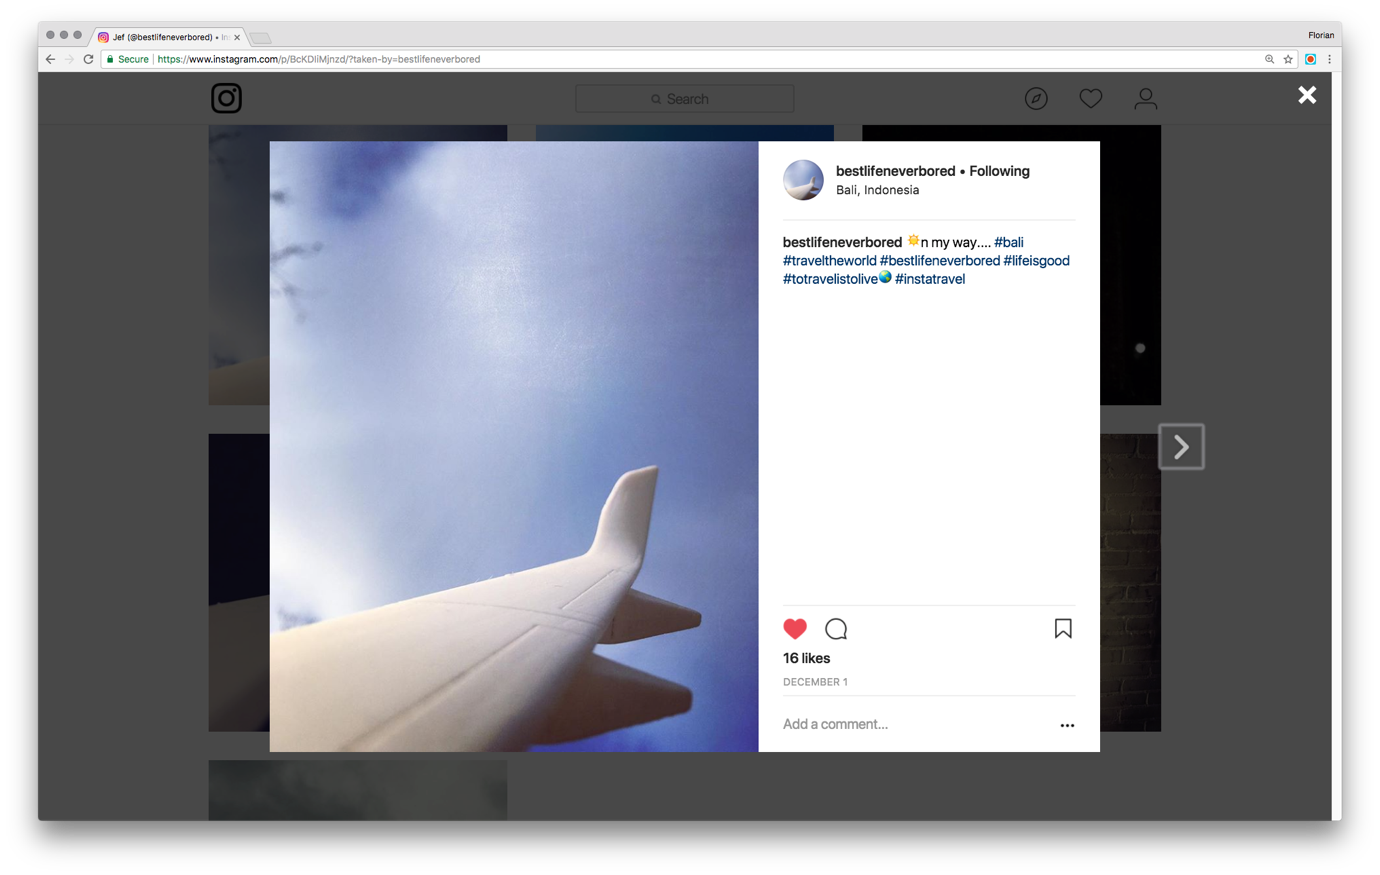 Jef (@bestlifeneverbored) • In
Florian
Secure | https://www.instagram.com/p/BcKDIiMjnzd/?taken-by=bestlifeneverbored
Search
bestlifeneverbored • Following
Bali, Indonesia
bestlifeneverbored ☀️n my way.... #bali
#traveltheworld #bestlifeneverbored #lifeisgood
#totravelistolive🌏 #instatravel
16 likes
DECEMBER 1
Add a comment...